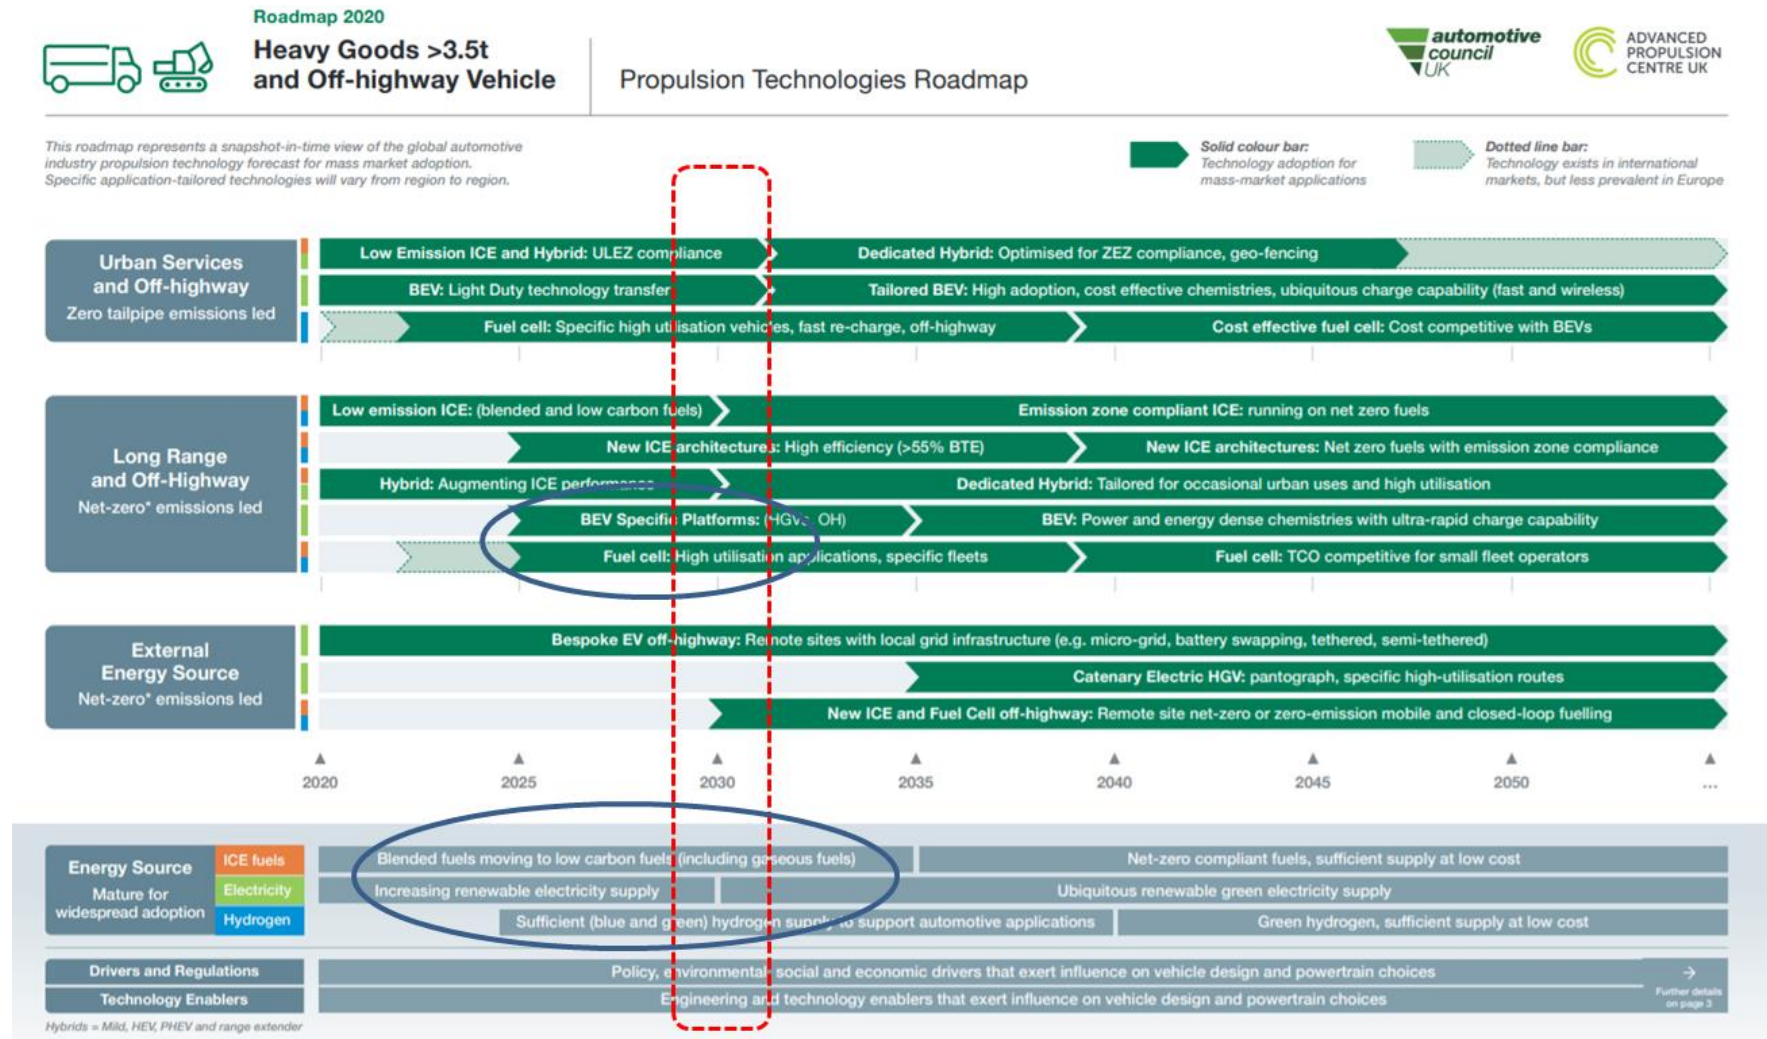 Roadmap 2020
Heavy Goods >3.5t
and Off-highway Vehicle
Propulsion Technologies Roadmap
automotive
council
UK
ADVANCED
PROPULSION
CENTRE UK
This roadmap represents a snapshot-in-time view of the global automotive
industry propulsion technology forecast for mass market adoption.
Specific application-tailored technologies will vary from region to region.
Solid colour bar:
Technology adoption for
mass-market applications
Dotted line bar:
Technology exists in international
markets, but less prevalent in Europe
Urban Services
and Off-highway
Zero tailpipe emissions led
Low Emission ICE and Hybrid: ULEZ compliance
Dedicated Hybrid: Optimised for ZEZ compliance, geo-fencing
BEV: Light Duty technology transfer
Tailored BEV: High adoption, cost effective chemistries, ubiquitous charge capability (fast and wireless)
Fuel cell: Specific high utilisation vehicles, fast re-charge, off-highway
Cost effective fuel cell: Cost competitive with BEVs
Long Range
and Off-Highway
Net-zero* emissions led
Low emission ICE: (blended and low carbon fuels)
Emission zone compliant ICE: running on net zero fuels
New ICE architectures: High efficiency (>55% BTE)
New ICE architectures: Net zero fuels with emission zone compliance
Hybrid: Augmenting ICE performance
Dedicated Hybrid: Tailored for occasional urban uses and high utilisation
BEV Specific Platforms: (HGVs, OH)
BEV: Power and energy dense chemistries with ultra-rapid charge capability
Fuel cell: High utilisation applications, specific fleets
Fuel cell: TCO competitive for small fleet operators
External
Energy Source
Net-zero* emissions led
Bespoke EV off-highway: Remote sites with local grid infrastructure (e.g. micro-grid, battery swapping, tethered, semi-tethered)
Catenary Electric HGV: pantograph, specific high-utilisation routes
New ICE and Fuel Cell off-highway: Remote site net-zero or zero-emission mobile and closed-loop fuelling
2020
2025
2030
2035
2040
2045
2050
...
Energy Source
Mature for
widespread adoption
ICE fuels
Electricity
Hydrogen
Blended fuels moving to low carbon fuels (including gaseous fuels)
Net-zero compliant fuels, sufficient supply at low cost
Increasing renewable electricity supply
Ubiquitous renewable green electricity supply
Sufficient (blue and green) hydrogen supply to support automotive applications
Green hydrogen, sufficient supply at low cost
Drivers and Regulations
Policy, environmental, social and economic drivers that exert influence on vehicle design and powertrain choices
Technology Enablers
Engineering and technology enablers that exert influence on vehicle design and powertrain choices
Further details
on page 3
Hybrids = Mild, HEV, PHEV and range extender